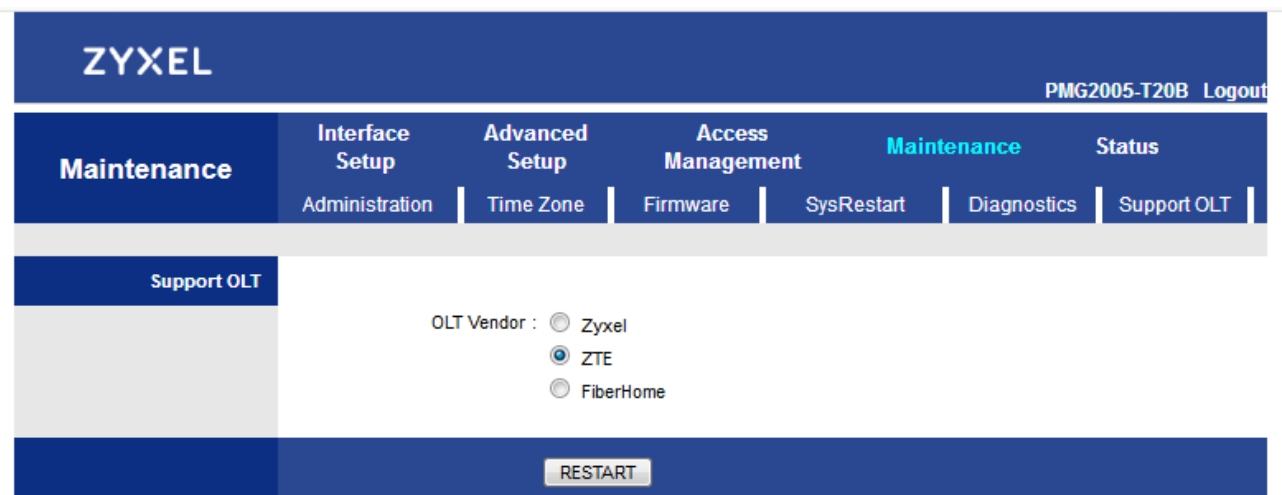 ZYXEL
PMG2005-T20B Logout
Maintenance
Interface Setup
Advanced Setup
Access Management
Maintenance
Status
Administration
Time Zone
Firmware
SysRestart
Diagnostics
Support OLT
Support OLT
OLT Vendor :
Zyxel
ZTE
FiberHome
RESTART